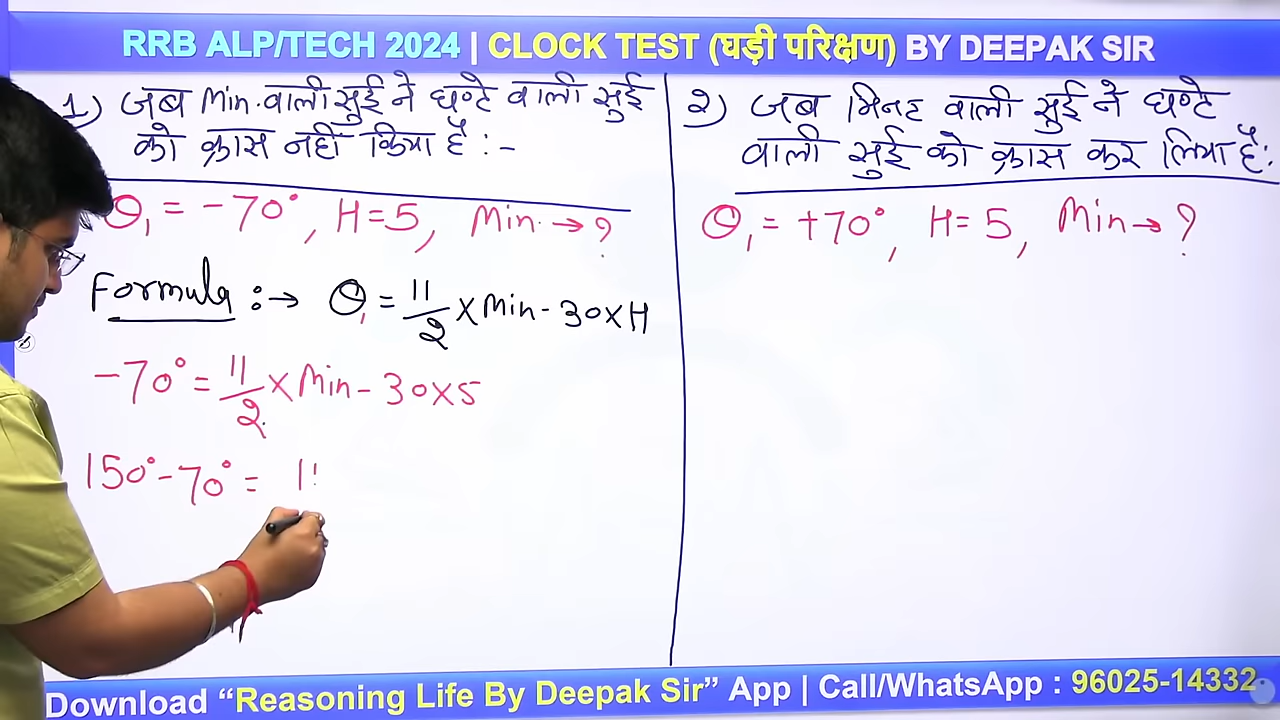 RRB ALP/TECH 2024 | CLOCK TEST (घड़ी परिक्षण) BY DEEPAK SIR
1) जब Min. वाली सुई ने घण्टे वाली सुई
को क्रास नहीं किया है :-
θ₁ = -70°, H=5, Min. → ?
Formula :→ θ₁ = 11/2 × Min - 30×H
-70° = 11/2 × Min - 30×5
150° - 70° = 11
२) जब मिनट वाली सुई ने घण्टे
वाली सुई को क्रास कर लिया है:
θ₁ = +70°, H= 5, Min → ?
Download “Reasoning Life By Deepak Sir” App | Call/WhatsApp : 96025-14332.